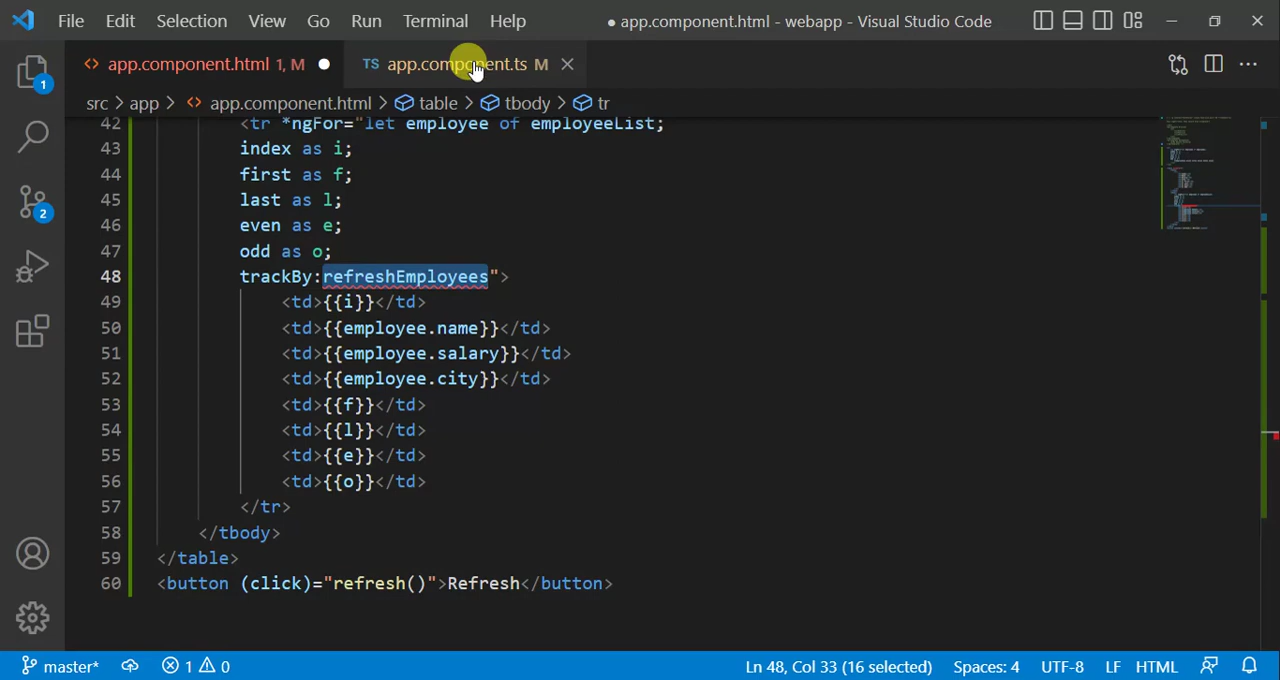 File Edit Selection View Go Run Terminal Help ● app.component.html - webapp - Visual Studio Code
<> app.component.html 1, M ● TS app.component.ts M
src > app > <> app.component.html > table > tbody > tr
42 <tr *ngFor="let employee of employeeList;
43 index as i;
44 first as f;
45 last as l;
46 even as e;
47 odd as o;
48 trackBy:refreshEmployees">
49 <td>{{i}}</td>
50 <td>{{employee.name}}</td>
51 <td>{{employee.salary}}</td>
52 <td>{{employee.city}}</td>
53 <td>{{f}}</td>
54 <td>{{l}}</td>
55 <td>{{e}}</td>
56 <td>{{o}}</td>
57 </tr>
58 </tbody>
59 </table>
60 <button (click)="refresh()">Refresh</button>
1
2
master* 1 0 Ln 48, Col 33 (16 selected) Spaces: 4 UTF-8 LF HTML